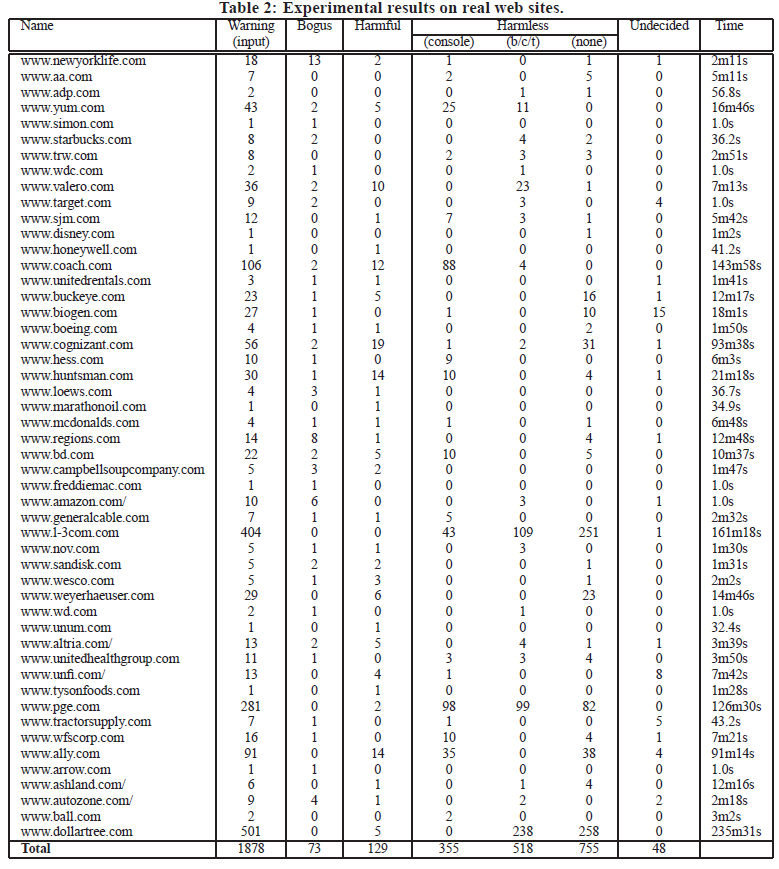 Table 2: Experimental results on real web sites.
Name Warning Bogus Harmful Harmless Undecided Time
(input) (console) (b/c/t) (none)
www.newyorklife.com 18 13 2 1 0 1 1 2m11s
www.aa.com 7 0 0 2 0 5 0 5m11s
www.adp.com 2 0 0 0 1 1 0 56.8s
www.yum.com 43 2 5 25 11 0 0 16m46s
www.simon.com 1 1 0 0 0 0 0 1.0s
www.starbucks.com 8 2 0 0 4 2 0 36.2s
www.trw.com 8 0 0 2 3 3 0 2m51s
www.wdc.com 2 1 0 0 1 0 0 1.0s
www.valero.com 36 2 10 0 23 1 0 7m13s
www.target.com 9 2 0 0 3 0 4 1.0s
www.sjm.com 12 0 1 7 3 1 0 5m42s
www.disney.com 1 0 0 0 0 1 0 1m2s
www.honeywell.com 1 0 1 0 0 0 0 41.2s
www.coach.com 106 2 12 88 4 0 0 143m58s
www.unitedrentals.com 3 1 1 0 0 0 1 1m41s
www.buckeye.com 23 1 5 0 0 16 1 12m17s
www.biogen.com 27 1 0 1 0 10 15 18m1s
www.boeing.com 4 1 1 0 0 2 0 1m50s
www.cognizant.com 56 2 19 1 2 31 1 93m38s
www.hess.com 10 1 0 9 0 0 0 6m3s
www.huntsman.com 30 1 14 10 0 4 1 21m18s
www.loews.com 4 3 1 0 0 0 0 36.7s
www.marathonoil.com 1 0 1 0 0 0 0 34.9s
www.mcdonalds.com 4 1 1 1 0 1 0 6m48s
www.regions.com 14 8 1 0 0 4 1 12m48s
www.bd.com 22 2 5 10 0 5 0 10m37s
www.campbellsoupcompany.com 5 3 2 0 0 0 0 1m47s
www.freddiemac.com 1 1 0 0 0 0 0 1.0s
www.amazon.com/ 10 6 0 0 3 0 1 1.0s
www.generalcable.com 7 1 1 5 0 0 0 2m32s
www.l-3com.com 404 0 0 43 109 251 1 161m18s
www.nov.com 5 1 1 0 3 0 0 1m30s
www.sandisk.com 5 2 2 0 0 1 0 1m31s
www.wesco.com 5 1 3 0 0 1 0 2m2s
www.weyerhaeuser.com 29 0 6 0 0 23 0 14m46s
www.wd.com 2 1 0 0 1 0 0 1.0s
www.unum.com 1 0 1 0 0 0 0 32.4s
www.altria.com/ 13 2 5 0 4 1 1 3m39s
www.unitedhealthgroup.com 11 1 0 3 3 4 0 3m50s
www.unfi.com/ 13 0 4 1 0 0 8 7m42s
www.tysonfoods.com 1 0 1 0 0 0 0 1m28s
www.pge.com 281 0 2 98 99 82 0 126m30s
www.tractorsupply.com 7 1 0 1 0 0 5 43.2s
www.wfscorp.com 16 1 0 10 0 4 1 7m21s
www.ally.com 91 0 14 35 0 38 4 91m14s
www.arrow.com 1 1 0 0 0 0 0 1.0s
www.ashland.com/ 6 0 1 0 1 4 0 12m16s
www.autozone.com/ 9 4 1 0 2 0 2 2m18s
www.ball.com 2 0 0 2 0 0 0 3m2s
www.dollartree.com 501 0 5 0 238 258 0 235m31s
Total 1878 73 129 355 518 755 48